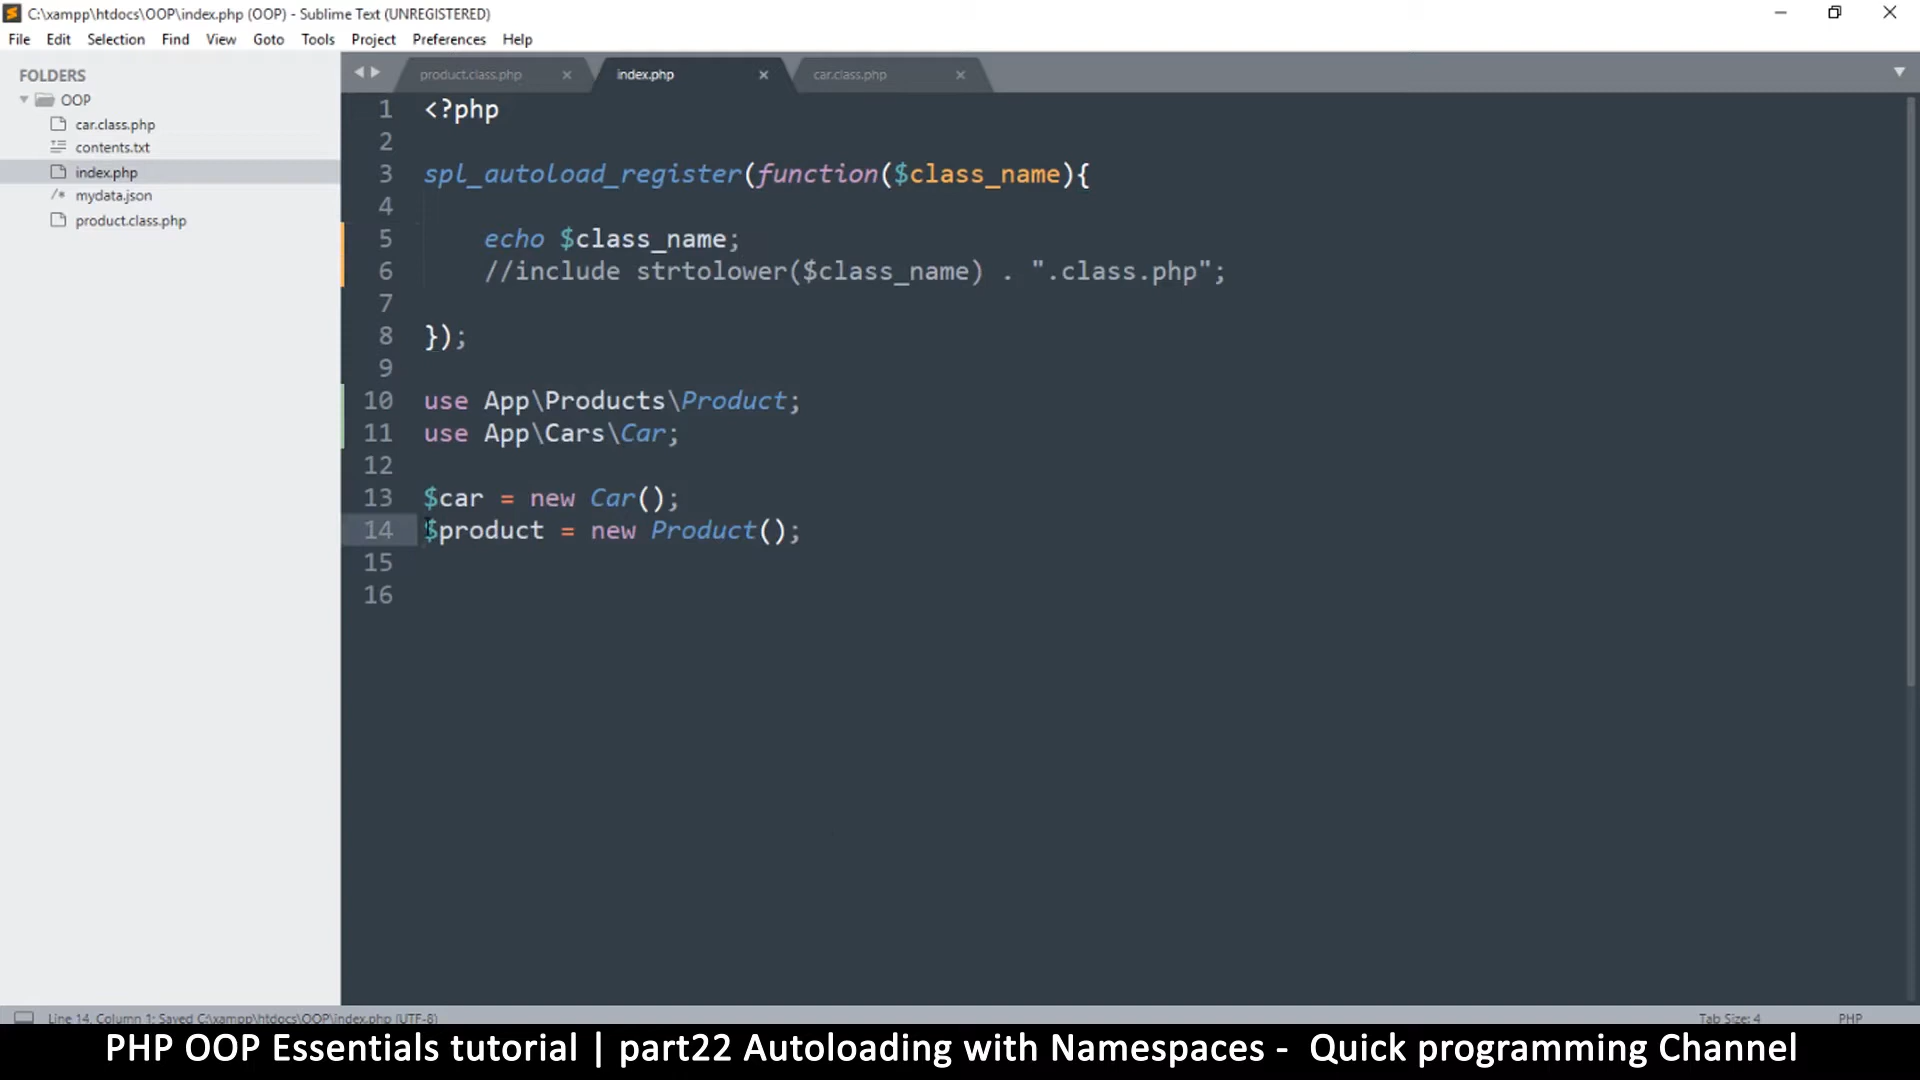 C:\xampp\htdocs\OOP\index.php (OOP) - Sublime Text (UNREGISTERED)
File Edit Selection Find View Goto Tools Project Preferences Help
FOLDERS
OOP
car.class.php
contents.txt
index.php
mydata.json
product.class.php
product.class.php index.php car.class.php
1 <?php
2
3 spl_autoload_register(function($class_name){
4
5 echo $class_name;
6 //include strtolower($class_name) . ".class.php";
7
8 });
9
10 use App\Products\Product;
11 use App\Cars\Car;
12
13 $car = new Car();
14 $product = new Product();
15
16
Line 14, Column 1; Saved C:\xampp\htdocs\OOP\index.php (UTF-8) Tab Size: 4 PHP
PHP OOP Essentials tutorial | part22 Autoloading with Namespaces - Quick programming Channel